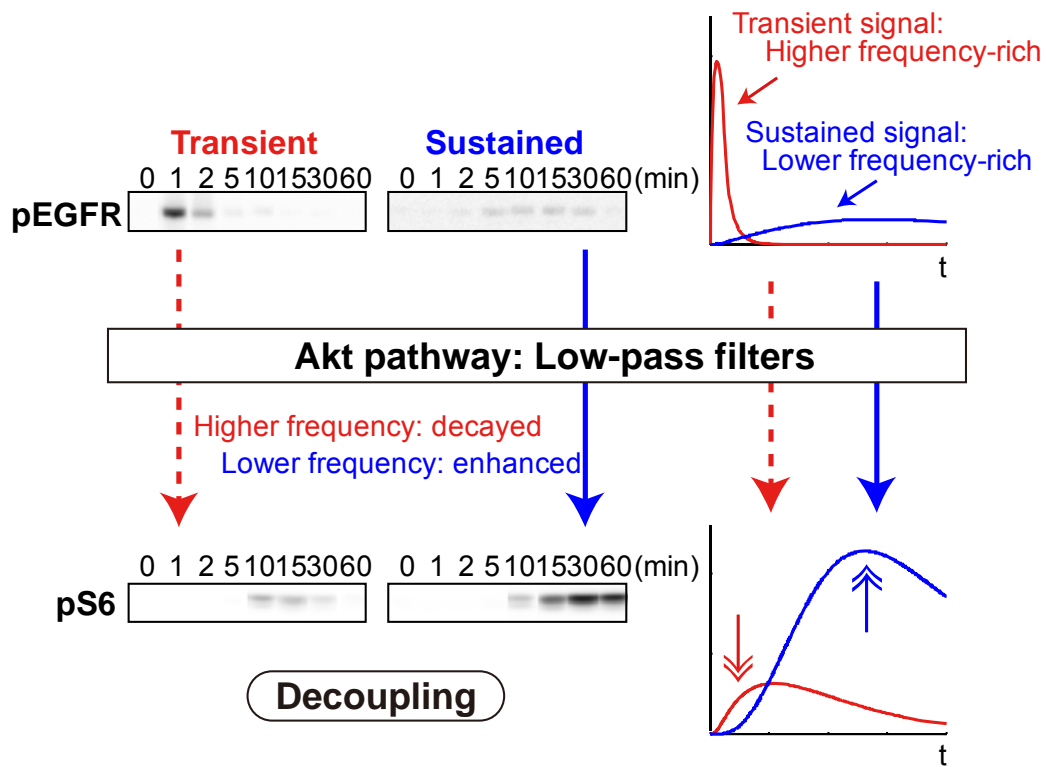 Transient signal:
Higher frequency-rich
Transient
Sustained
Sustained signal:
Lower frequency-rich
0 1 2 5 10 15 30 60
0 1 2 5 10 15 30 60 (min)
pEGFR
t
Akt pathway: Low-pass filters
Higher frequency: decayed
Lower frequency: enhanced
0 1 2 5 10 15 30 60
0 1 2 5 10 15 30 60 (min)
pS6
Decoupling
t